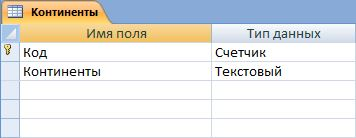 Континенты
Имя поля Тип данных
Код Счетчик
Континенты Текстовый